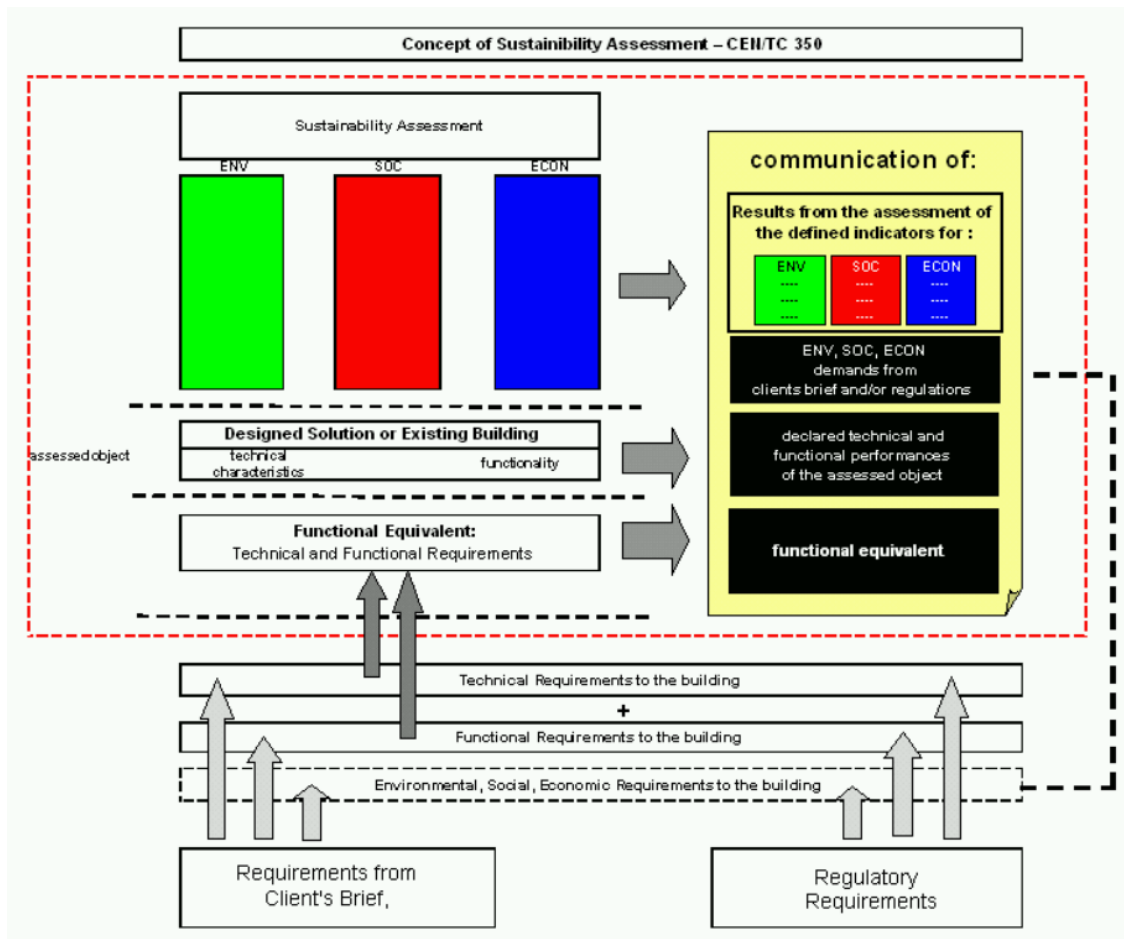 Concept of Sustainibility Assessment – CEN/TC 350
Sustainability Assessment
ENV SOC ECON
communication of:
Results from the assessment of
the defined indicators for :
ENV SOC ECON
---- ---- ----
---- ---- ----
---- ---- ----
ENV, SOC, ECON
demands from
clients brief and/or regulations
assessed object
Designed Solution or Existing Building
technical
characteristics
functionality
declared technical and
functional performances
of the assessed object
Functional Equivalent:
Technical and Functional Requirements
functional equivalent
Technical Requirements to the building
+
Functional Requirements to the building
Environmental, Social, Economic Requirements to the building
Requirements from
Client's Brief,
Regulatory
Requirements